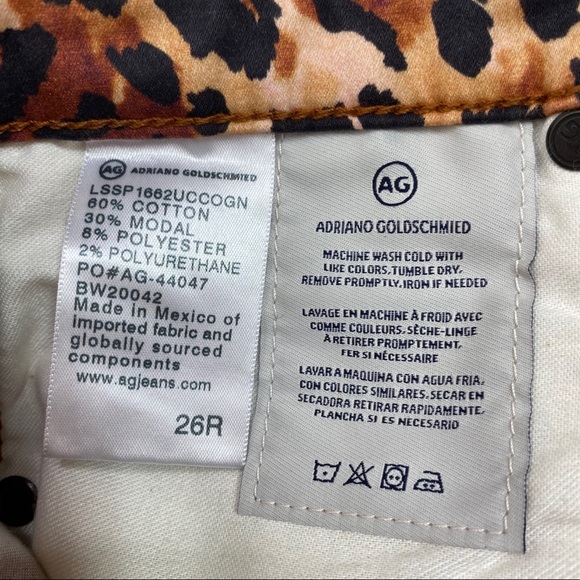 AG ADRIANO GOLDSCHMIED
LSSP1662UCCOGN
60% COTTON
30% MODAL
8% POLYESTER
2% POLYURETHANE
PO#AG-44047
BW20042
Made in Mexico of
imported fabric and
globally sourced
components
www.agjeans.com
26R
AG
ADRIANO GOLDSCHMIED
MACHINE WASH COLD WITH
LIKE COLORS. TUMBLE DRY.
REMOVE PROMPTLY. IRON IF NEEDED
LAVAGE EN MACHINE À FROID AVEC
COMME COULEURS. SÈCHE-LINGE
À RETIRER PROMPTEMENT.
FER SI NÉCESSAIRE
LAVAR A MAQUINA CON AGUA FRIA,
CON COLORES SIMILARES. SECAR EN
SECADORA RETIRAR RAPIDAMENTE.
PLANCHA SI ES NECESARIO